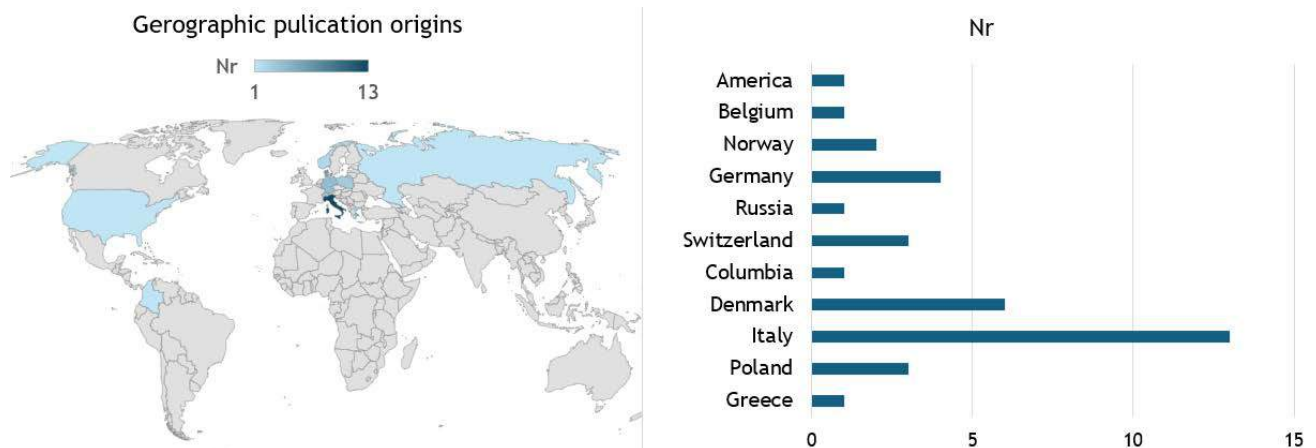 Gerographic pulication origins
Nr
1 13
Nr
America
Belgium
Norway
Germany
Russia
Switzerland
Columbia
Denmark
Italy
Poland
Greece
0 5 10 15